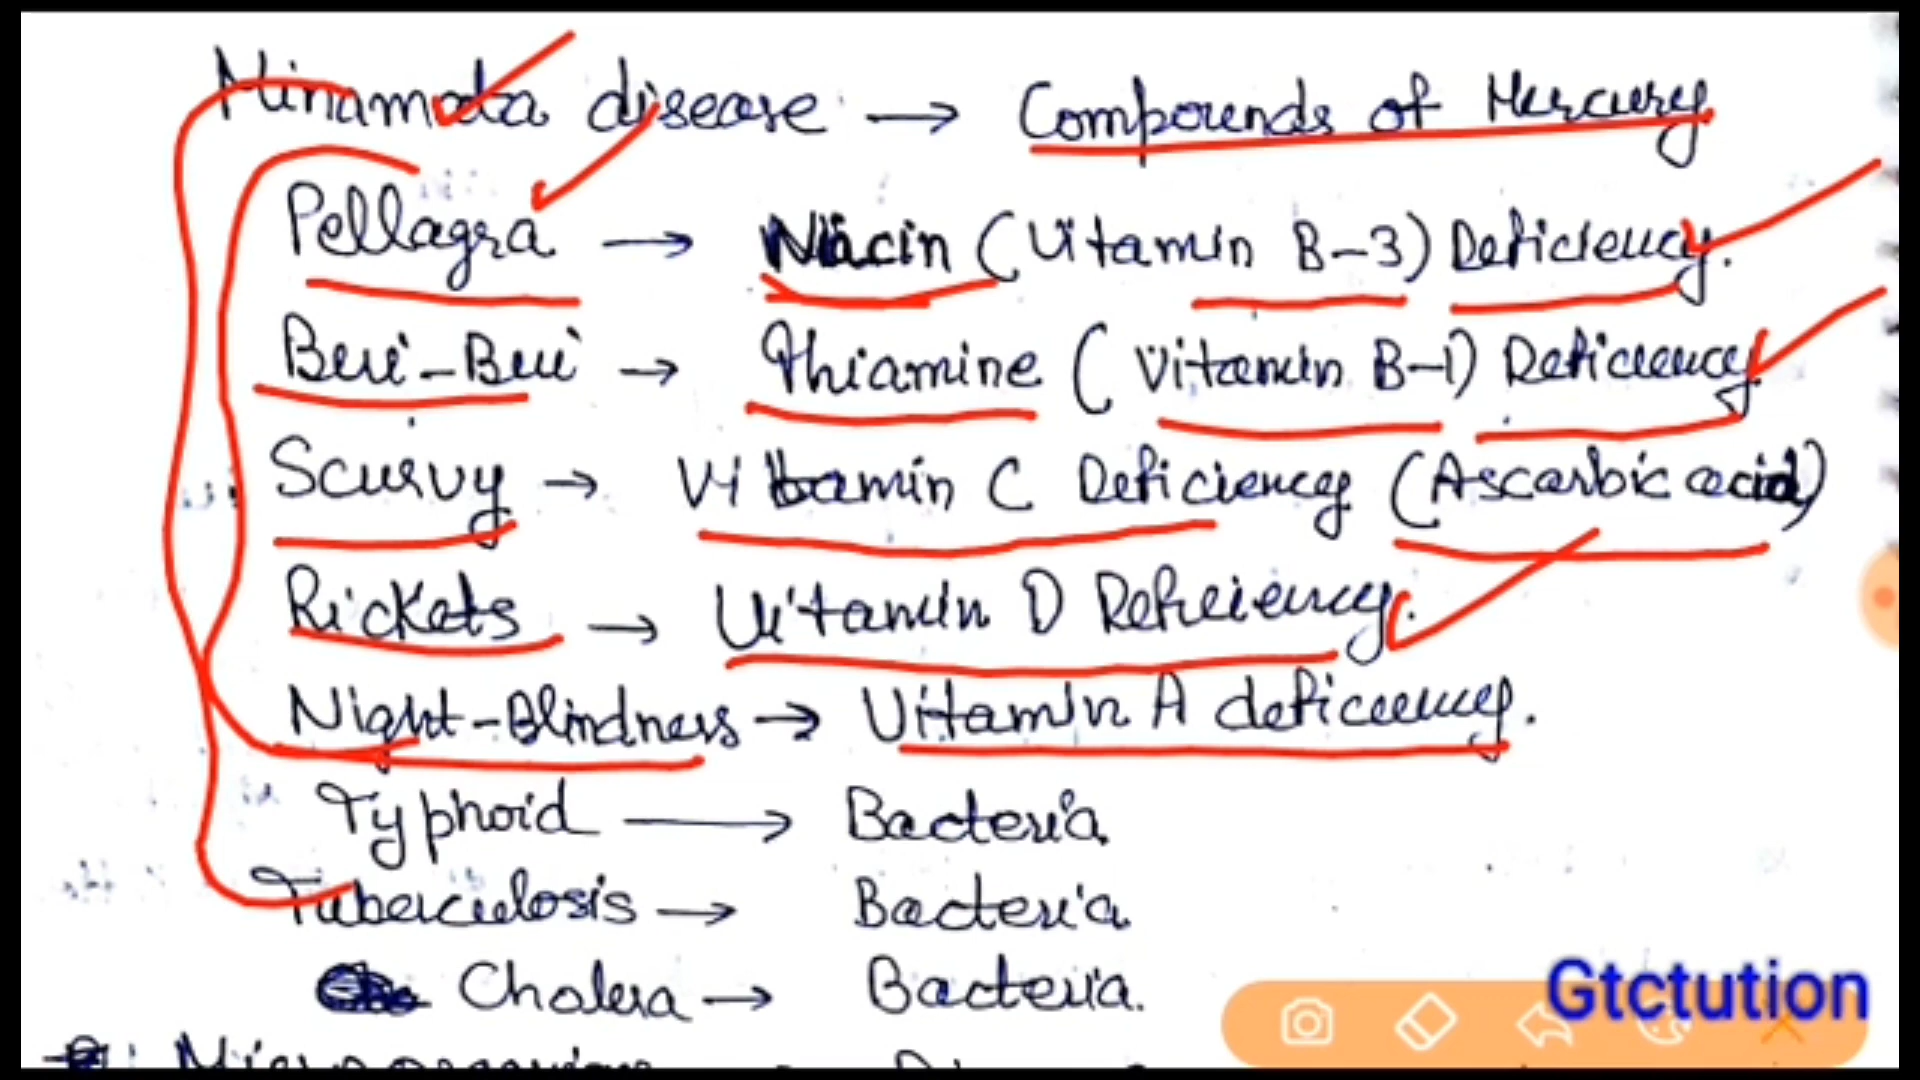 Minamata disease → Compounds of Mercury
Pellagra → Niacin (Vitamin B-3) Deficiency.
Beri-Beri → Thiamine (Vitamin B-1) Deficiency.
Scurvy → Vitamin C Deficiency (Ascarbic acid)
Rickets → Vitamin D Deficiency.
Night-Blindness → Vitamin A deficiency.
Typhoid → Bacteria
Tuberculosis → Bacteria
Cholera → Bacteria.
Gtctution